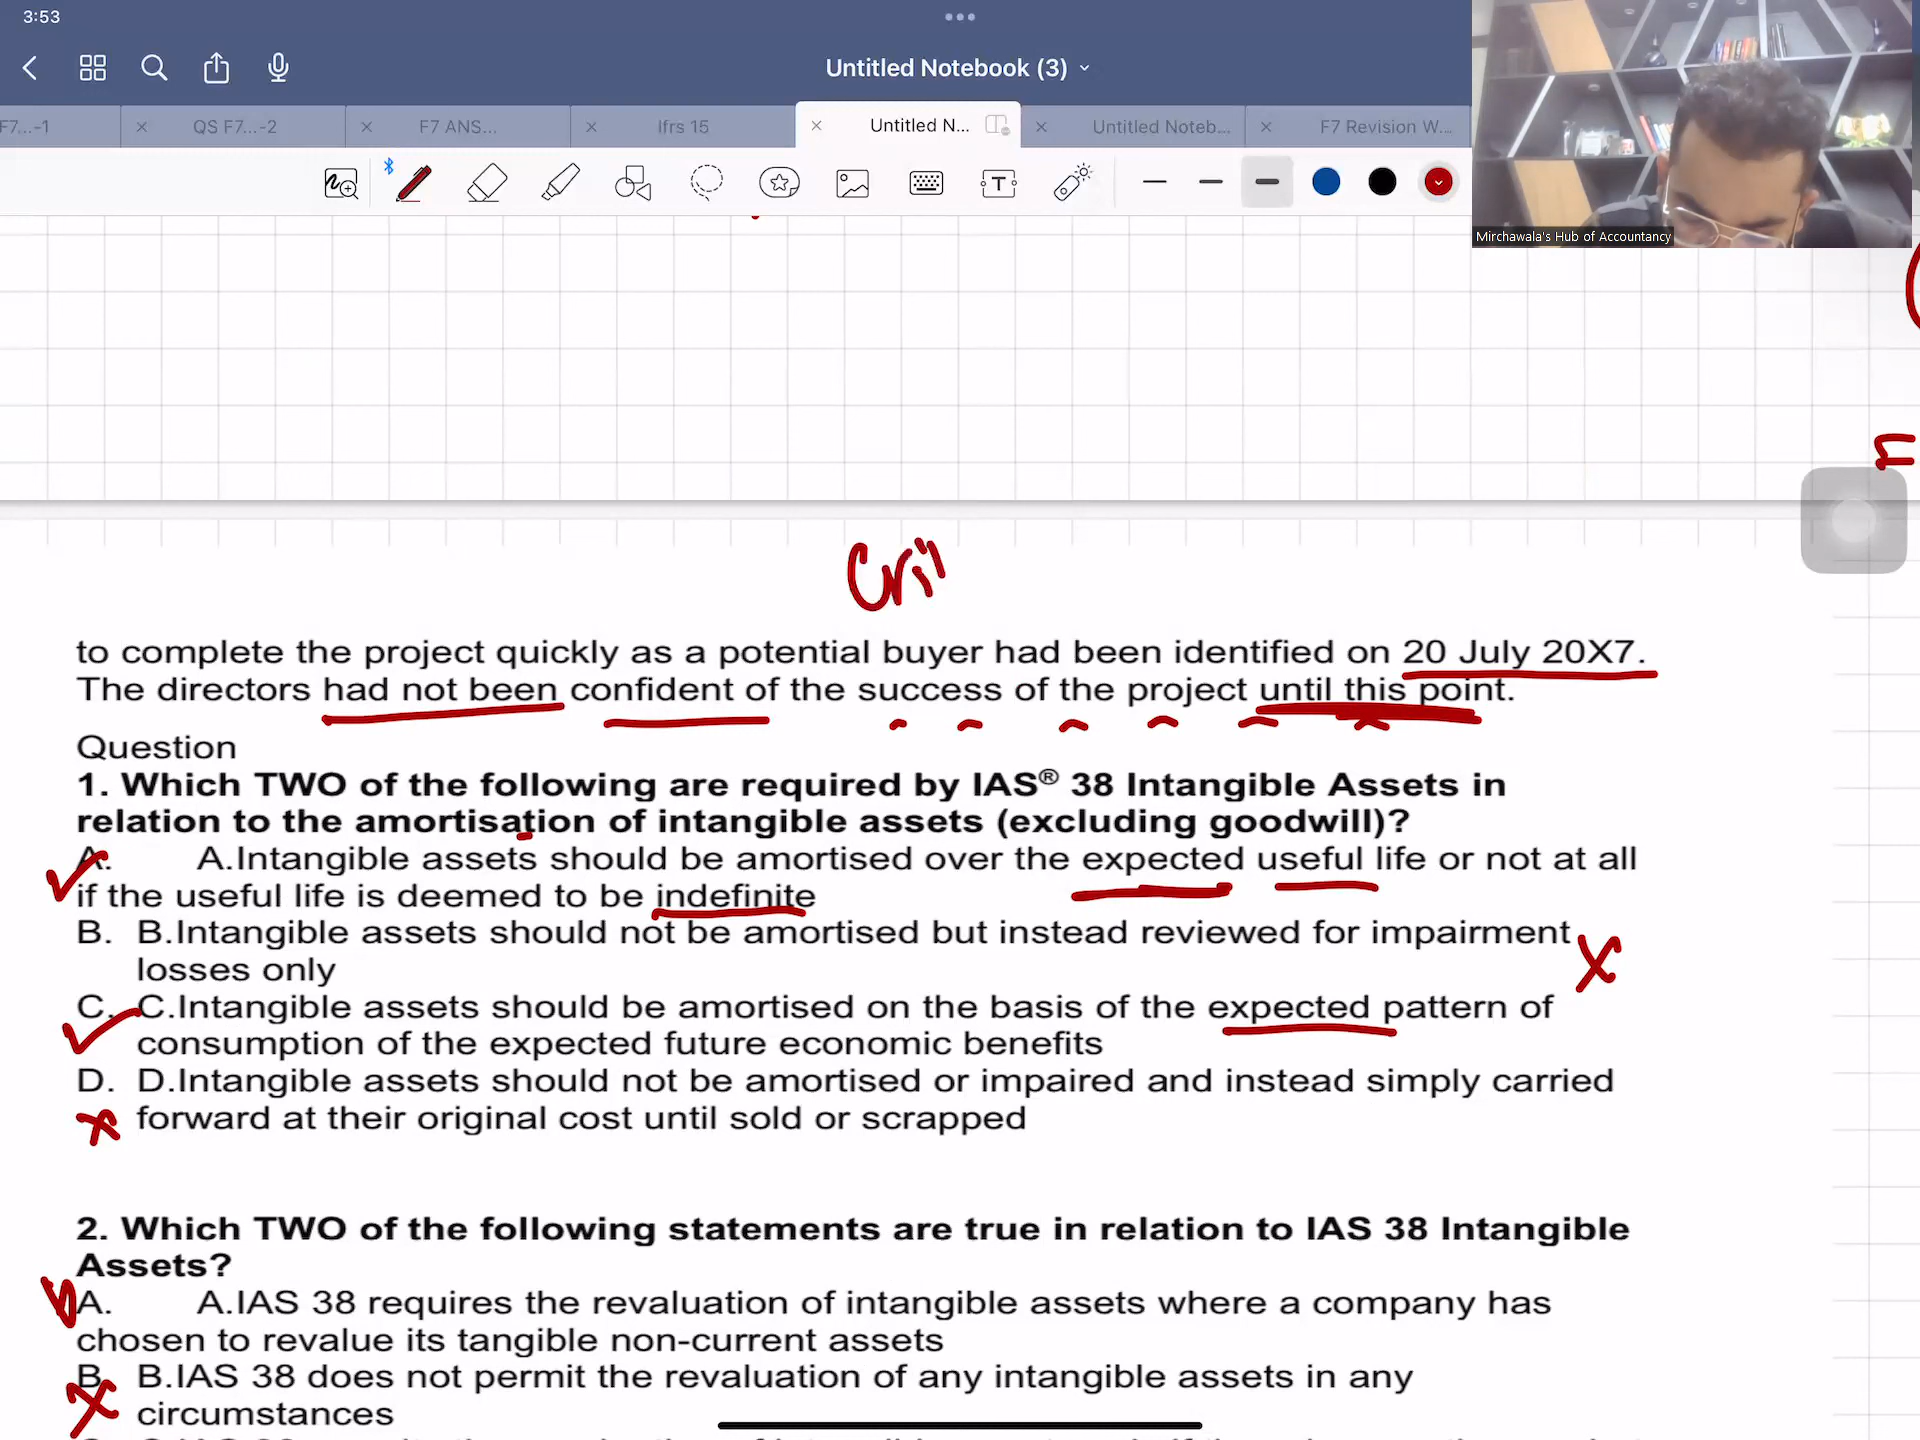 3:53
Untitled Notebook (3)
F7...-1
QS F7...-2
F7 ANS...
Ifrs 15
Untitled N...
Untitled Noteb...
F7 Revision W...
T
Mirchawala's Hub of Accountancy
to complete the project quickly as a potential buyer had been identified on 20 July 20X7.
The directors had not been confident of the success of the project until this point.
Question
1. Which TWO of the following are required by IAS® 38 Intangible Assets in
relation to the amortisation of intangible assets (excluding goodwill)?
A. A.Intangible assets should be amortised over the expected useful life or not at all
if the useful life is deemed to be indefinite
B. B.Intangible assets should not be amortised but instead reviewed for impairment
losses only
C. C.Intangible assets should be amortised on the basis of the expected pattern of
consumption of the expected future economic benefits
D. D.Intangible assets should not be amortised or impaired and instead simply carried
forward at their original cost until sold or scrapped
2. Which TWO of the following statements are true in relation to IAS 38 Intangible
Assets?
A. A.IAS 38 requires the revaluation of intangible assets where a company has
chosen to revalue its tangible non-current assets
B. B.IAS 38 does not permit the revaluation of any intangible assets in any
circumstances